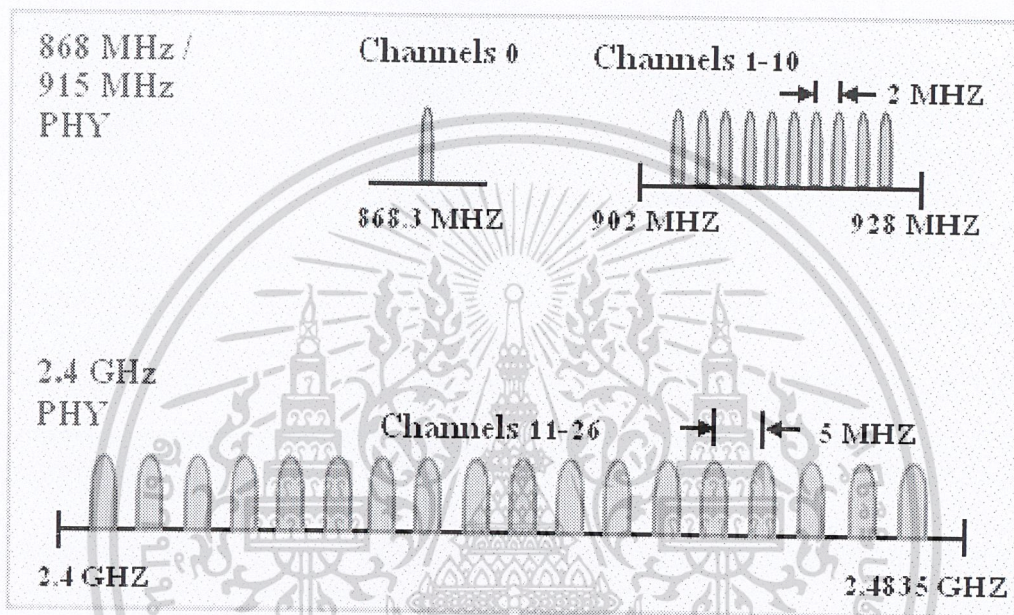 868 MHz /
915 MHz
PHY
Channels 0
Channels 1-10
2 MHZ
868.3 MHZ
902 MHZ
928 MHZ
2.4 GHz
PHY
Channels 11-26
5 MHZ
2.4 GHZ
2.4835 GHZ